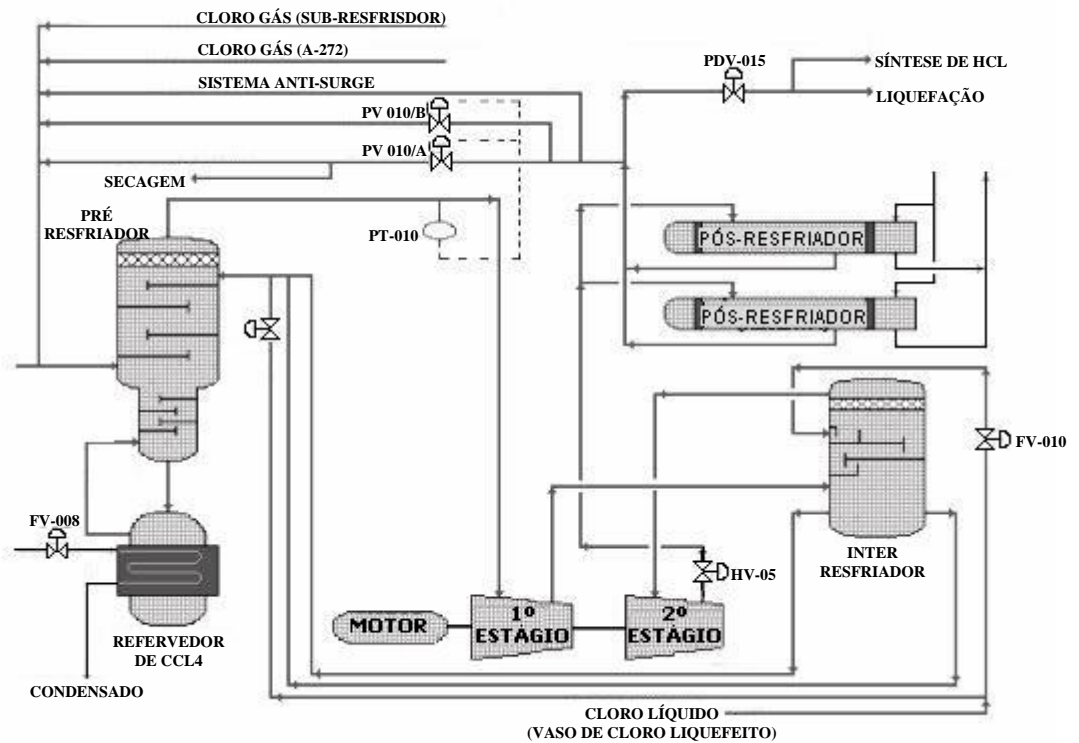 CLORO GÁS (SUB-RESFRISDOR)
CLORO GÁS (A-272)
SISTEMA ANTI-SURGE
PDV-015
SÍNTESE DE HCL
LIQUEFAÇÃO
PV 010/B
PV 010/A
SECAGEM
PRÉ
RESFRIADOR
PT-010
PÓS-RESFRIADOR
PÓS-RESFRIADOR
FV-010
FV-008
INTER
RESFRIADOR
HV-05
MOTOR
1º
ESTÁGIO
2º
ESTÁGIO
REFERVEDOR
DE CCL4
CONDENSADO
CLORO LÍQUIDO
(VASO DE CLORO LIQUEFEITO)